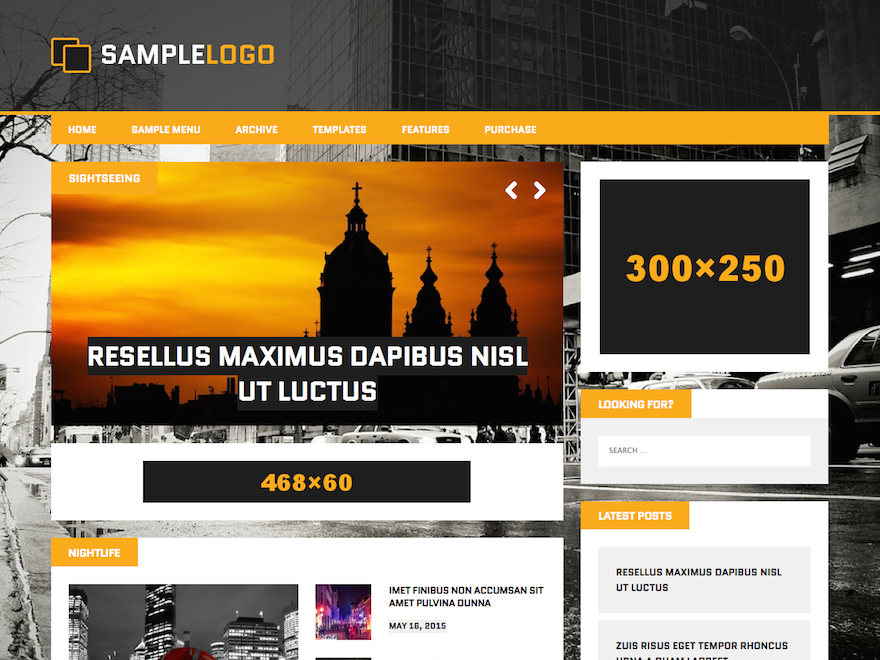 SAMPLELOGO
HOME SAMPLE MENU ARCHIVE TEMPLATES FEATURES PURCHASE
SIGHTSEEING
RESELLUS MAXIMUS DAPIBUS NISL
UT LUCTUS
468×60
NIGHTLIFE
IMET FINIBUS NON ACCUMSAN SIT
AMET PULVINA DUNNA
MAY 16, 2015
300×250
LOOKING FOR?
SEARCH ...
LATEST POSTS
RESELLUS MAXIMUS DAPIBUS NISL
UT LUCTUS
ZUIS RISUS EGET TEMPOR RHONCUS